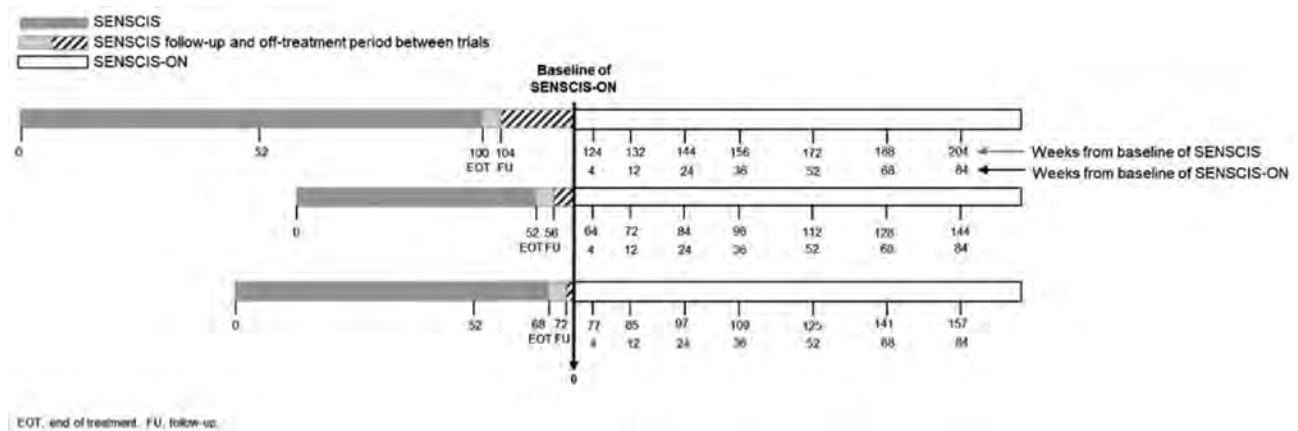 SENSCIS
SENSCIS follow-up and off-treatment period between trials
SENSCIS-ON
Baseline of
SENSCIS-ON
0 52 100 104 124 132 144 156 172 188 204 Weeks from baseline of SENSCIS
EOT FU 4 12 24 36 52 68 84 Weeks from baseline of SENSCIS-ON
0 52 56 64 72 84 96 112 128 144
EOT FU 4 12 24 36 52 68 84
0 52 68 72 77 85 97 109 125 141 157
EOT FU 4 12 24 36 52 68 84
0
EOT, end of treatment. FU, follow-up.